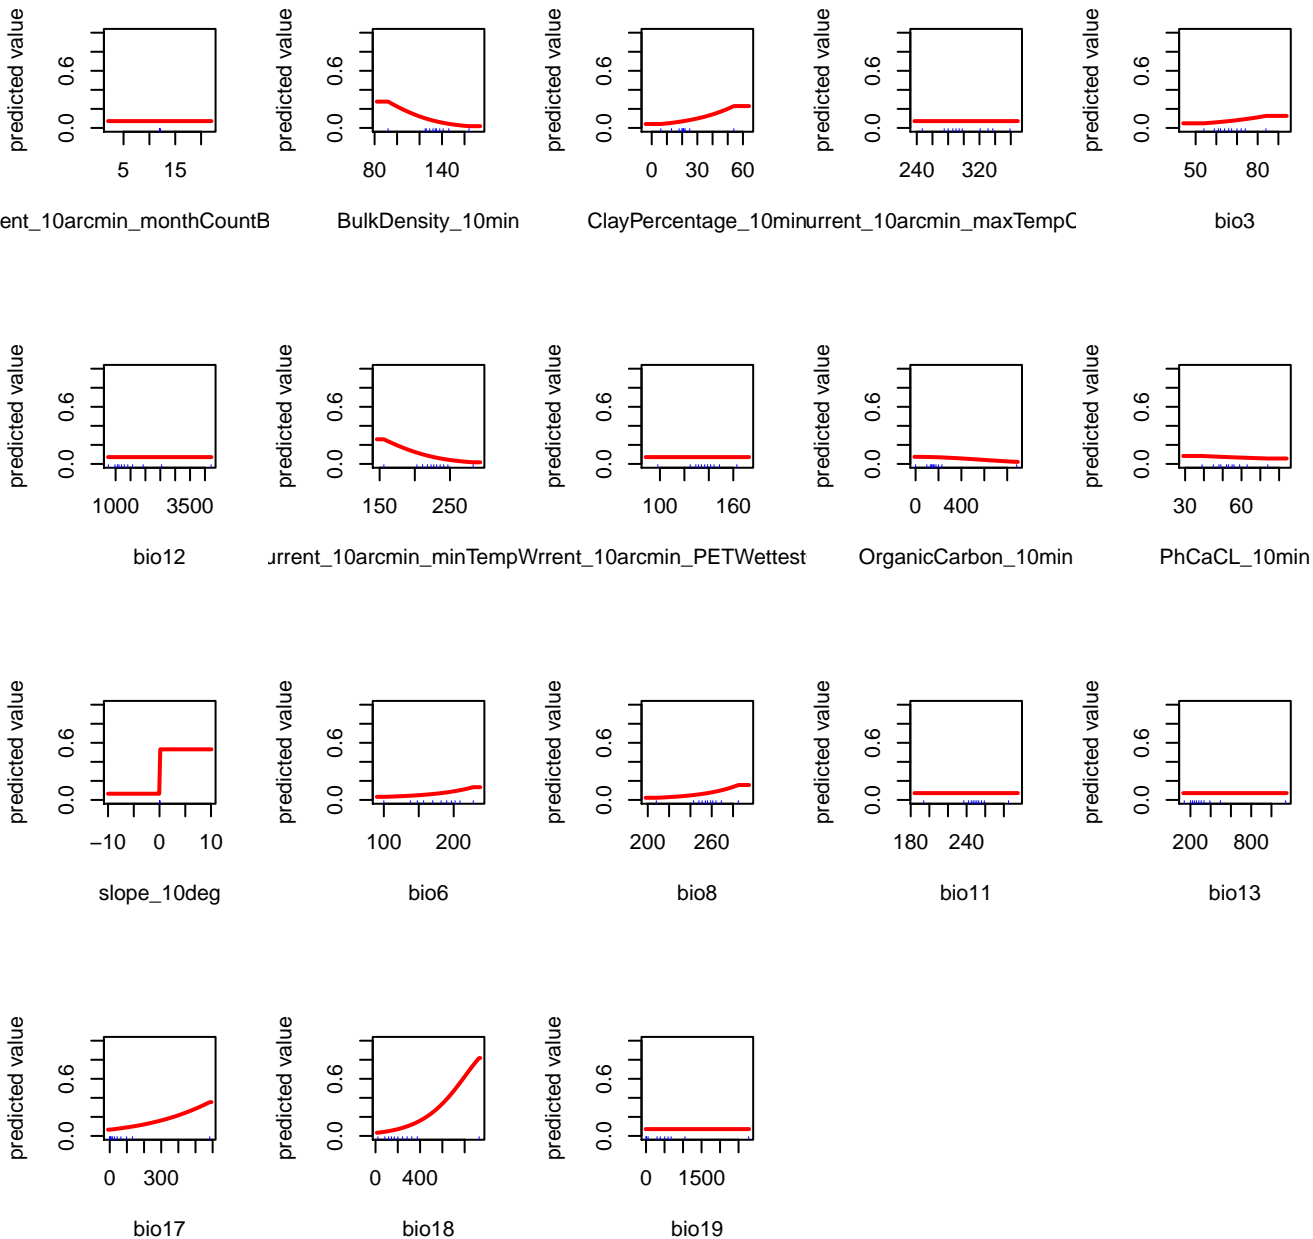 predicted value
0.0 0.6
5 15
ent_10arcmin_monthCountB
predicted value
0.0 0.6
80 140
BulkDensity_10min
predicted value
0.0 0.6
0 30 60
ClayPercentage_10min
predicted value
0.0 0.6
240 320
urrent_10arcmin_maxTempC
predicted value
0.0 0.6
50 80
bio3
predicted value
0.0 0.6
1000 3500
bio12
predicted value
0.0 0.6
150 250
urrent_10arcmin_minTempW
predicted value
0.0 0.6
100 160
rrent_10arcmin_PETWettest
predicted value
0.0 0.6
0 400
OrganicCarbon_10min
predicted value
0.0 0.6
30 60
PhCaCL_10min
predicted value
0.0 0.6
−10 0 10
slope_10deg
predicted value
0.0 0.6
100 200
bio6
predicted value
0.0 0.6
200 260
bio8
predicted value
0.0 0.6
180 240
bio11
predicted value
0.0 0.6
200 800
bio13
predicted value
0.0 0.6
0 300
bio17
predicted value
0.0 0.6
0 400
bio18
predicted value
0.0 0.6
0 1500
bio19